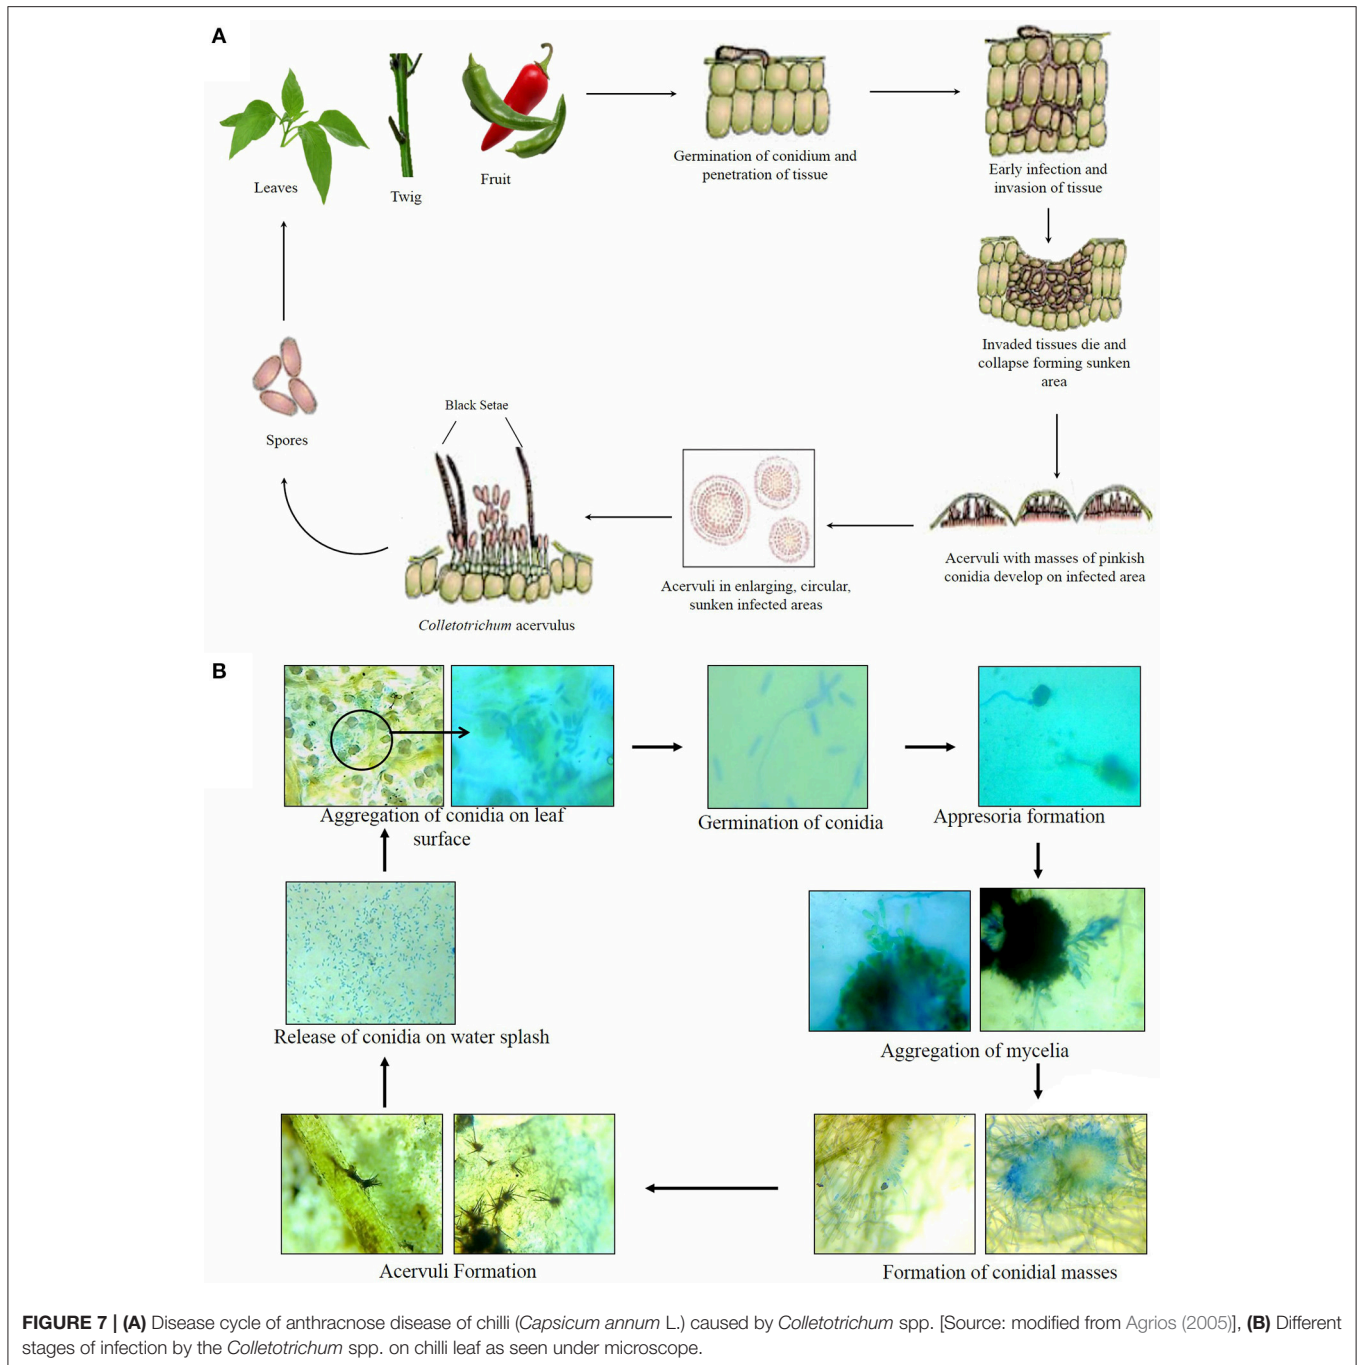 A
Leaves
Twig
Fruit
Germination of conidium and
penetration of tissue
Early infection and
invasion of tissue
Invaded tissues die and
collapse forming sunken
area
Acervuli with masses of pinkish
conidia develop on infected area
Acervuli in enlarging, circular,
sunken infected areas
Black Setae
Colletotrichum acervulus
Spores
B
Aggregation of conidia on leaf
surface
Germination of conidia
Appresoria formation
Aggregation of mycelia
Formation of conidial masses
Acervuli Formation
Release of conidia on water splash
FIGURE 7 | (A) Disease cycle of anthracnose disease of chilli (Capsicum annum L.) caused by Colletotrichum spp. [Source: modified from Agrios (2005)], (B) Different
stages of infection by the Colletotrichum spp. on chilli leaf as seen under microscope.